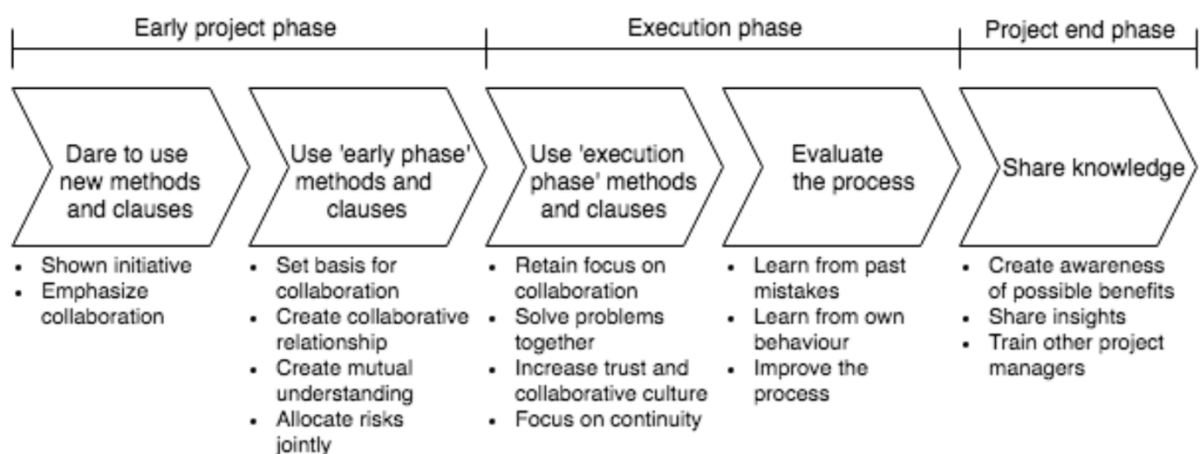 Early project phase
Execution phase
Project end phase
Dare to use
new methods
and clauses
Use 'early phase'
methods and
clauses
Use 'execution
phase' methods
and clauses
Evaluate
the process
Share knowledge
• Shown initiative
• Emphasize
collaboration
• Set basis for
collaboration
• Create collaborative
relationship
• Create mutual
understanding
• Allocate risks
jointly
• Retain focus on
collaboration
• Solve problems
together
• Increase trust and
collaborative culture
• Focus on continuity
• Learn from past
mistakes
• Learn from own
behaviour
• Improve the
process
• Create awareness
of possible benefits
• Share insights
• Train other project
managers